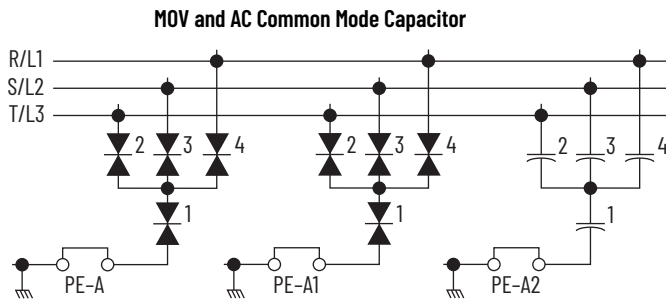 MOV and AC Common Mode Capacitor
R/L1
S/L2
T/L3
2 3 4 2 3 4 2 3 4
1 1 1
PE-A PE-A1 PE-A2